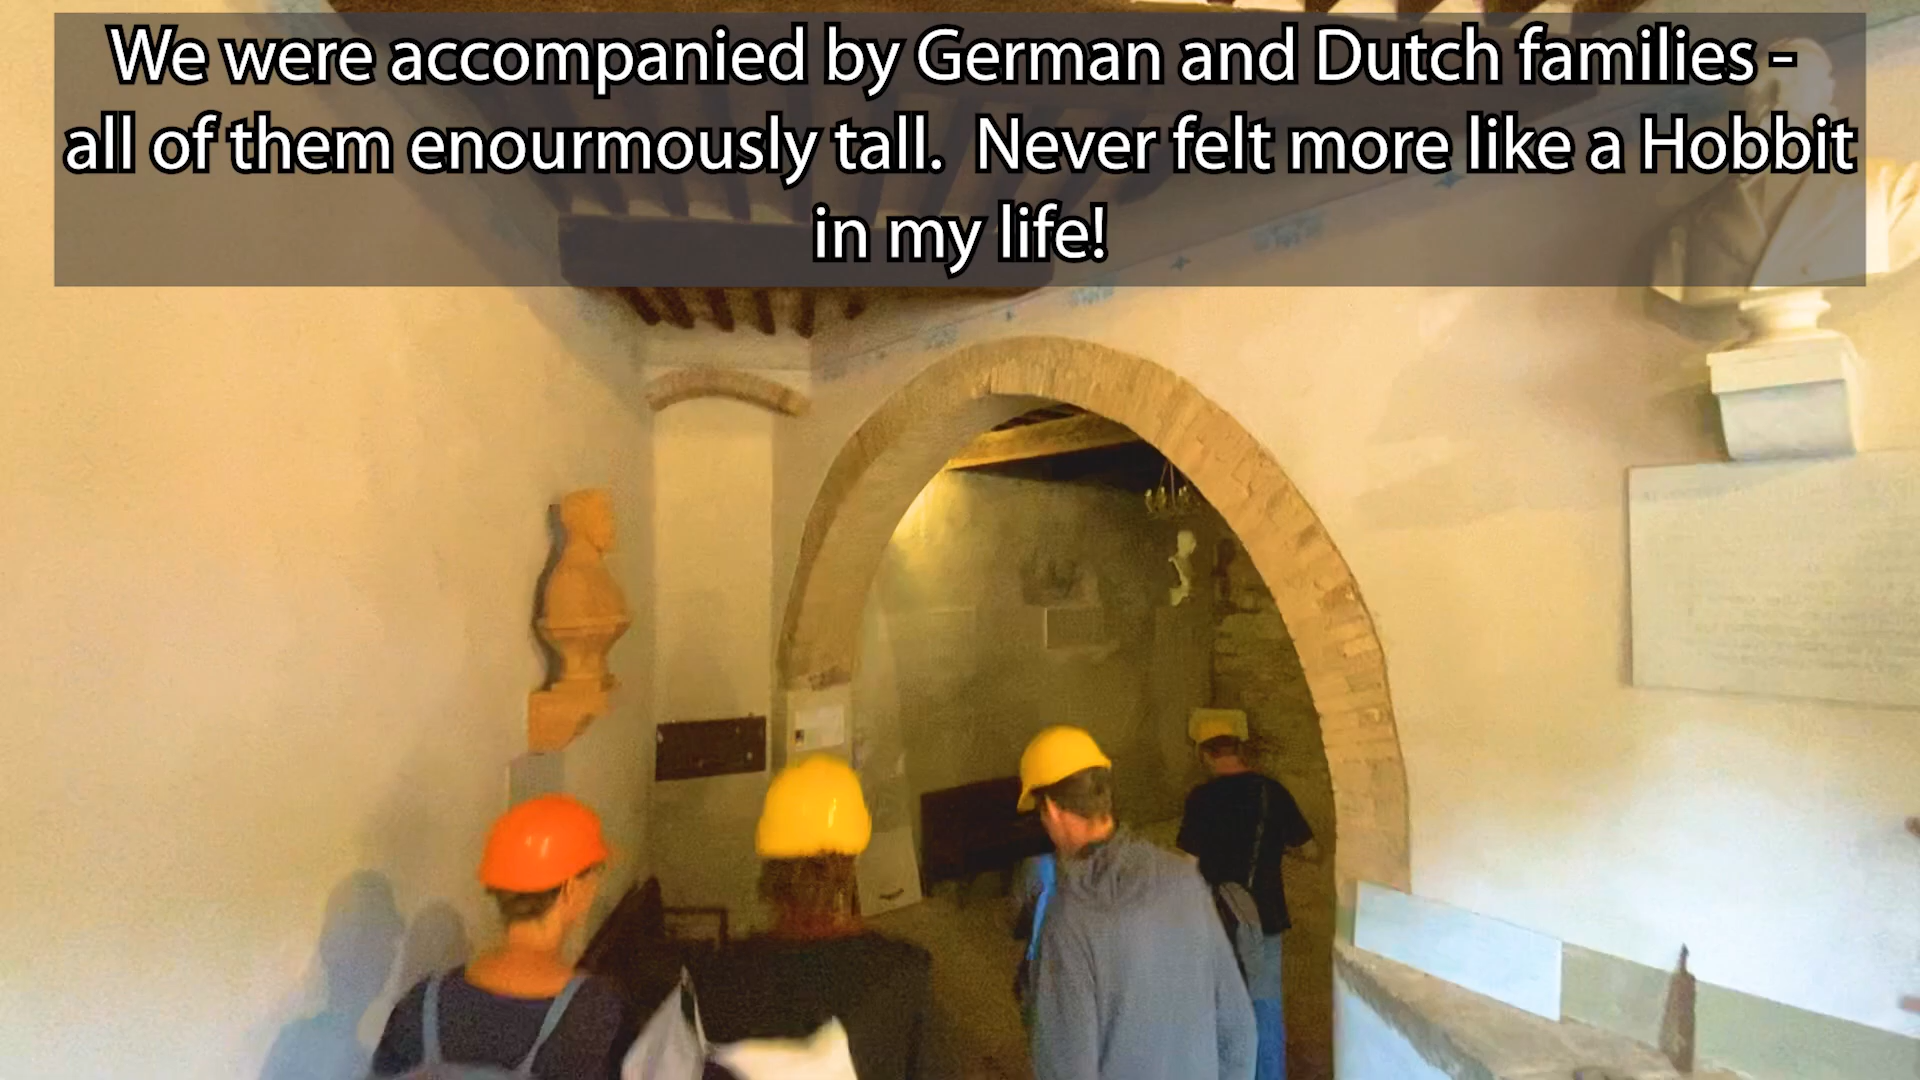 We were accompanied by German and Dutch families -
all of them enourmously tall.  Never felt more like a Hobbit
in my life!